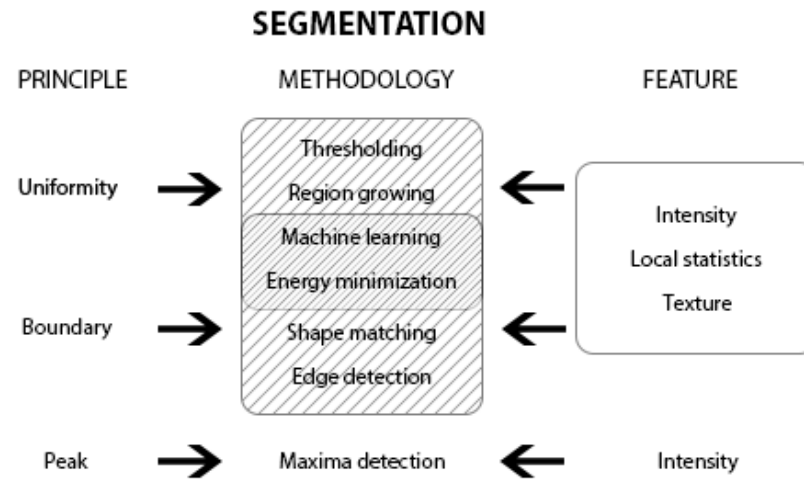 SEGMENTATION
PRINCIPLE METHODOLOGY FEATURE
Thresholding
Uniformity Region growing
Machine learning
Energy minimization
Intensity
Local statistics
Texture
Boundary Shape matching
Edge detection
Peak Maxima detection Intensity